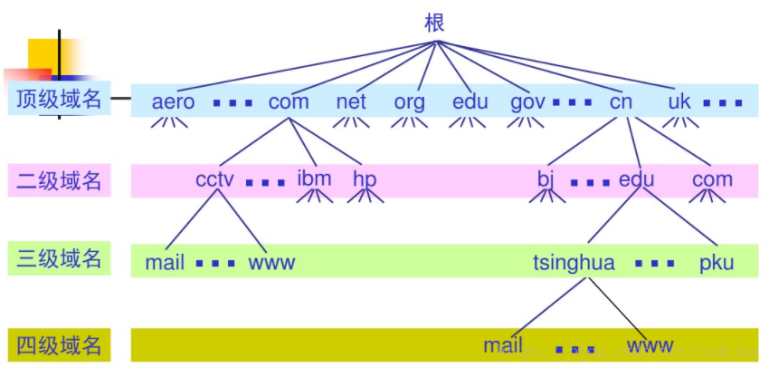 根
顶级域名 aero ... com net org edu gov ... cn uk ...
二级域名 cctv ... ibm hp bj ... edu com
三级域名 mail ... www tsinghua ... pku
四级域名 mail ... www